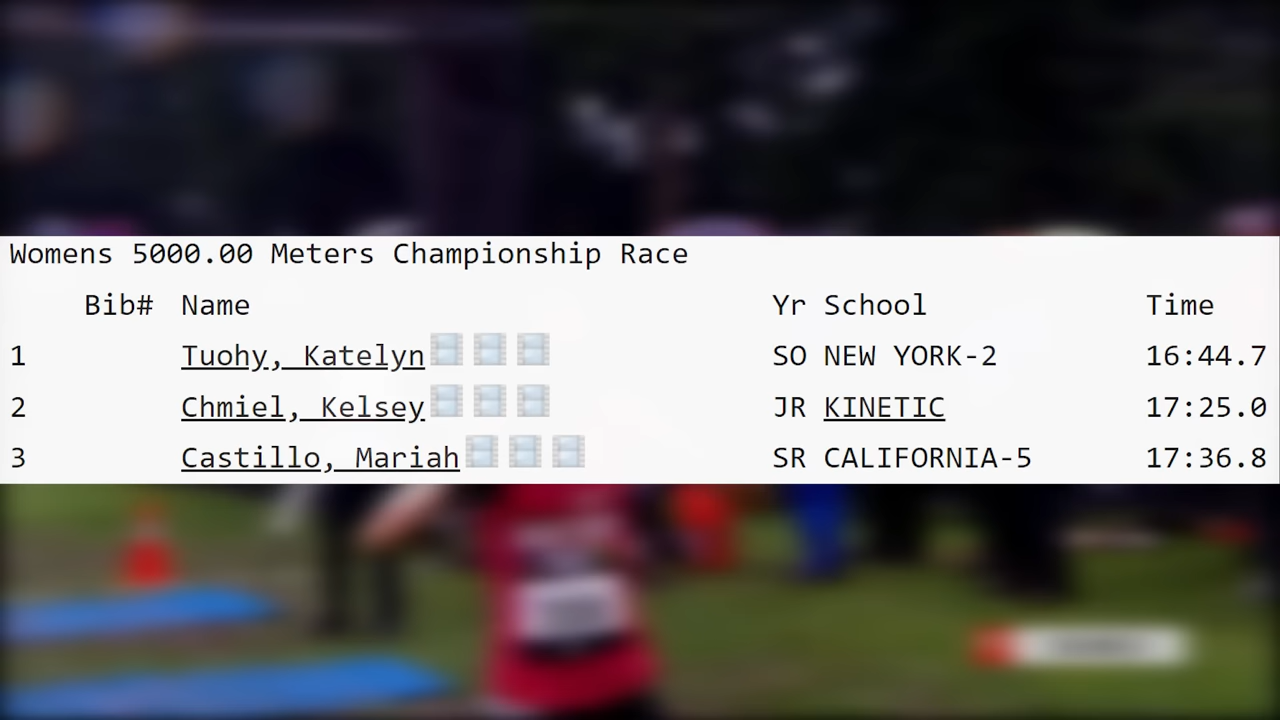 Womens 5000.00 Meters Championship Race
Bib# Name Yr School Time
1 Tuohy, Katelyn SO NEW YORK-2 16:44.7
2 Chmiel, Kelsey JR KINETIC 17:25.0
3 Castillo, Mariah SR CALIFORNIA-5 17:36.8